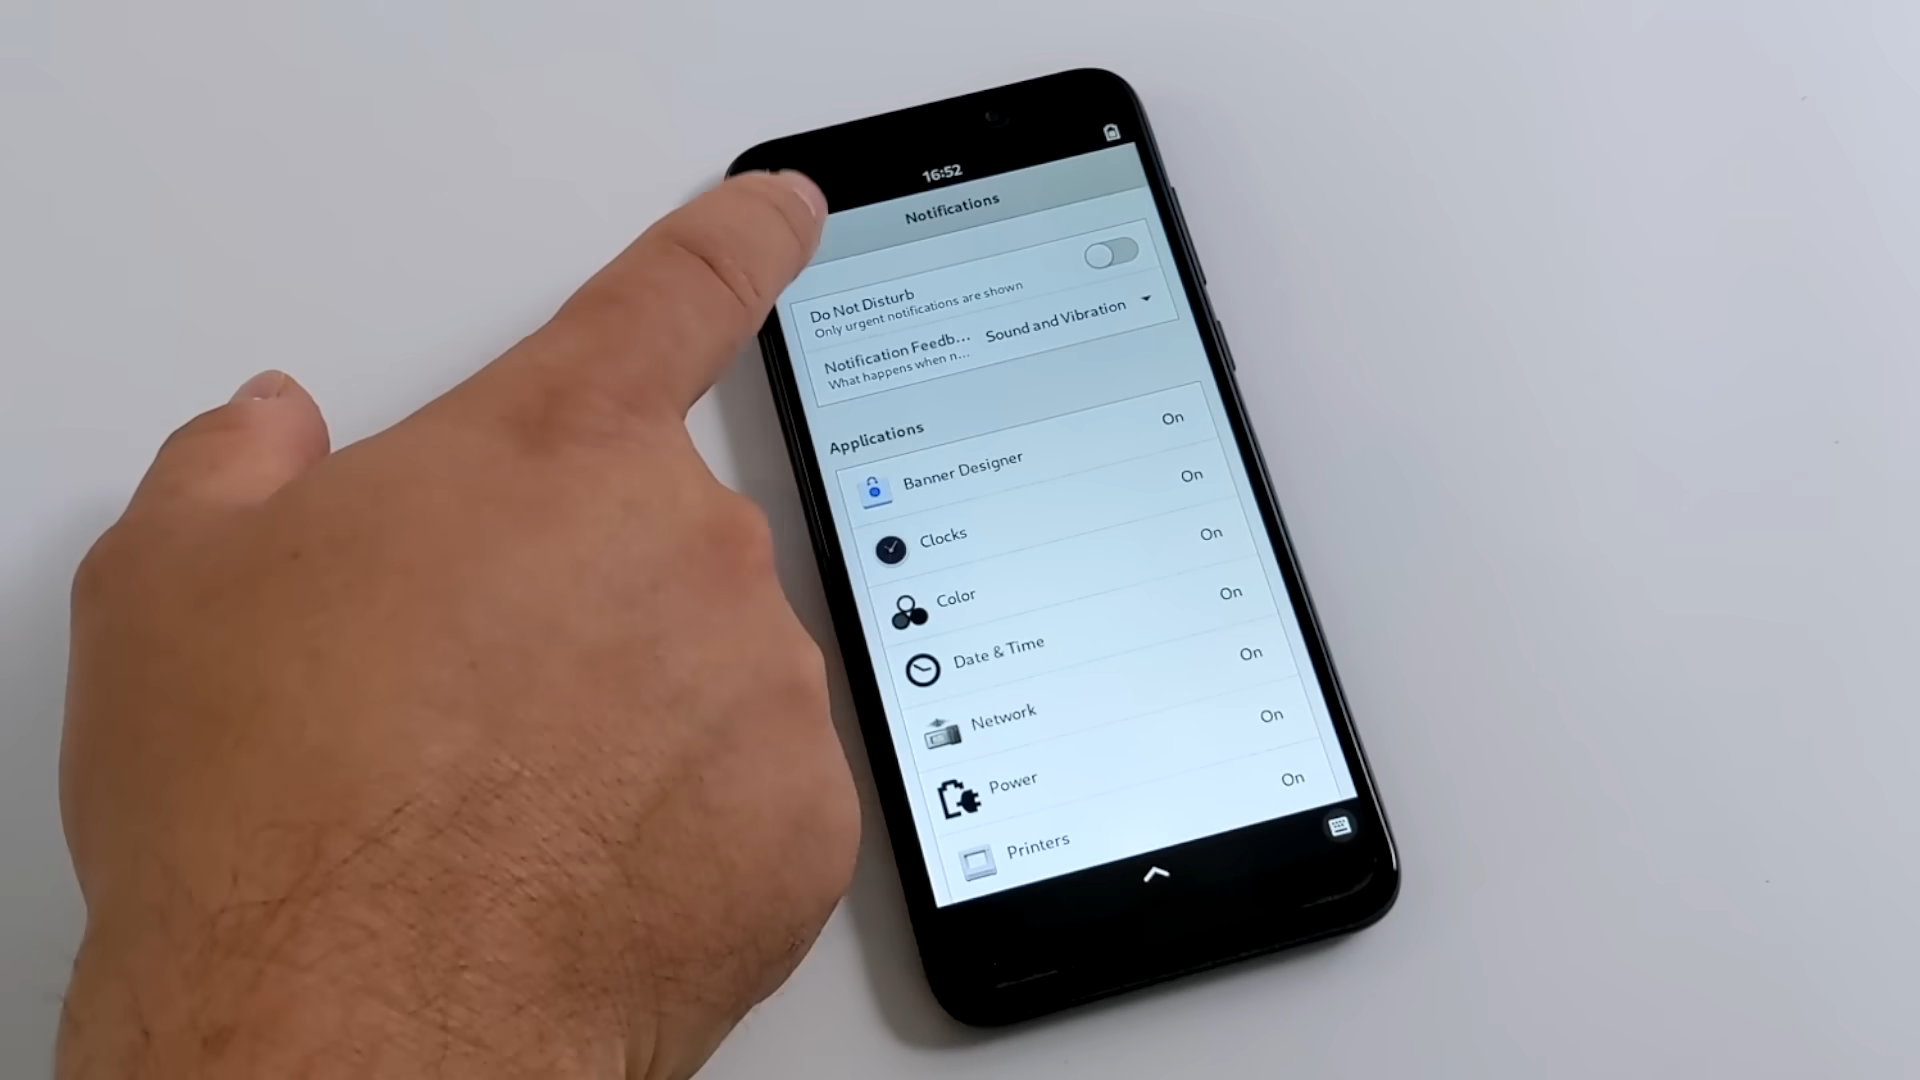 16:52
Notifications
Do Not Disturb
Only urgent notifications are shown
Notification Feedb... Sound and Vibration
What happens when n...
Applications
Banner Designer On
Clocks On
Color On
Date & Time On
Network On
Power On
Printers On